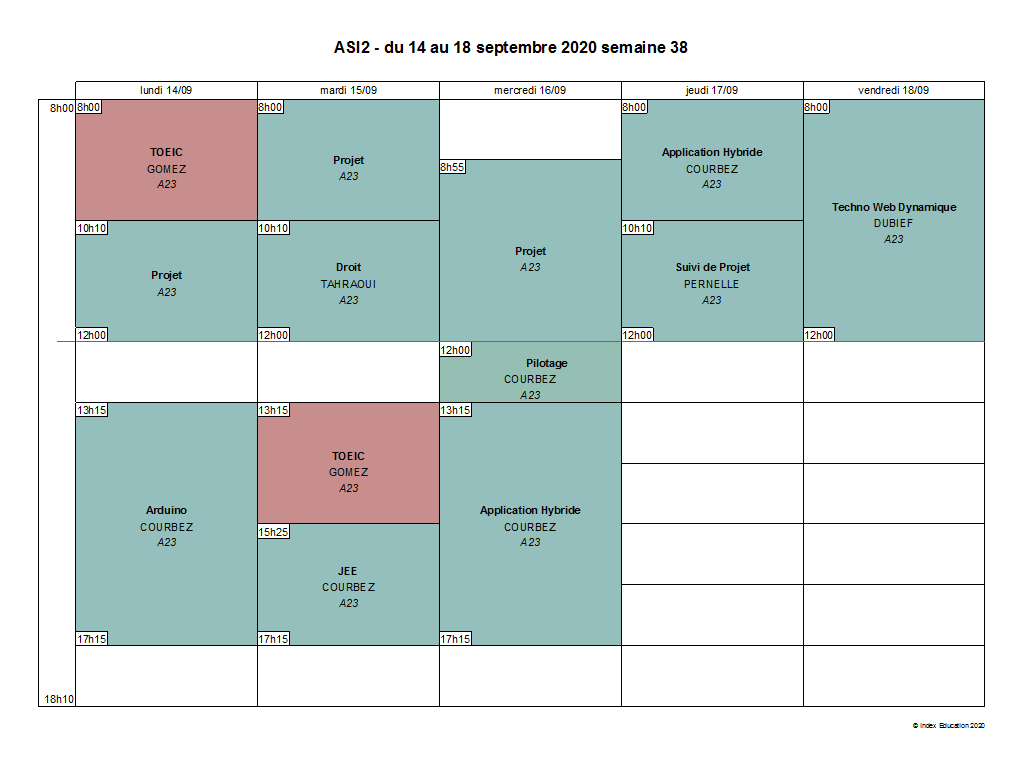 ASI2 - du 14 au 18 septembre 2020 semaine 38
lundi 14/09
mardi 15/09
mercredi 16/09
jeudi 17/09
vendredi 18/09
8h00
8h00
TOEIC
GOMEZ
A23
10h10
Projet
A23
12h00
13h15
Arduino
COURBEZ
A23
17h15
8h00
Projet
A23
10h10
Droit
TAHRAOUI
A23
12h00
13h15
TOEIC
GOMEZ
A23
15h25
JEE
COURBEZ
A23
17h15
8h55
Projet
A23
12h00
Pilotage
COURBEZ
A23
13h15
Application Hybride
COURBEZ
A23
17h15
8h00
Application Hybride
COURBEZ
A23
10h10
Suivi de Projet
PERNELLE
A23
12h00
8h00
Techno Web Dynamique
DUBIEF
A23
12h00
18h10
© Index Education 2020